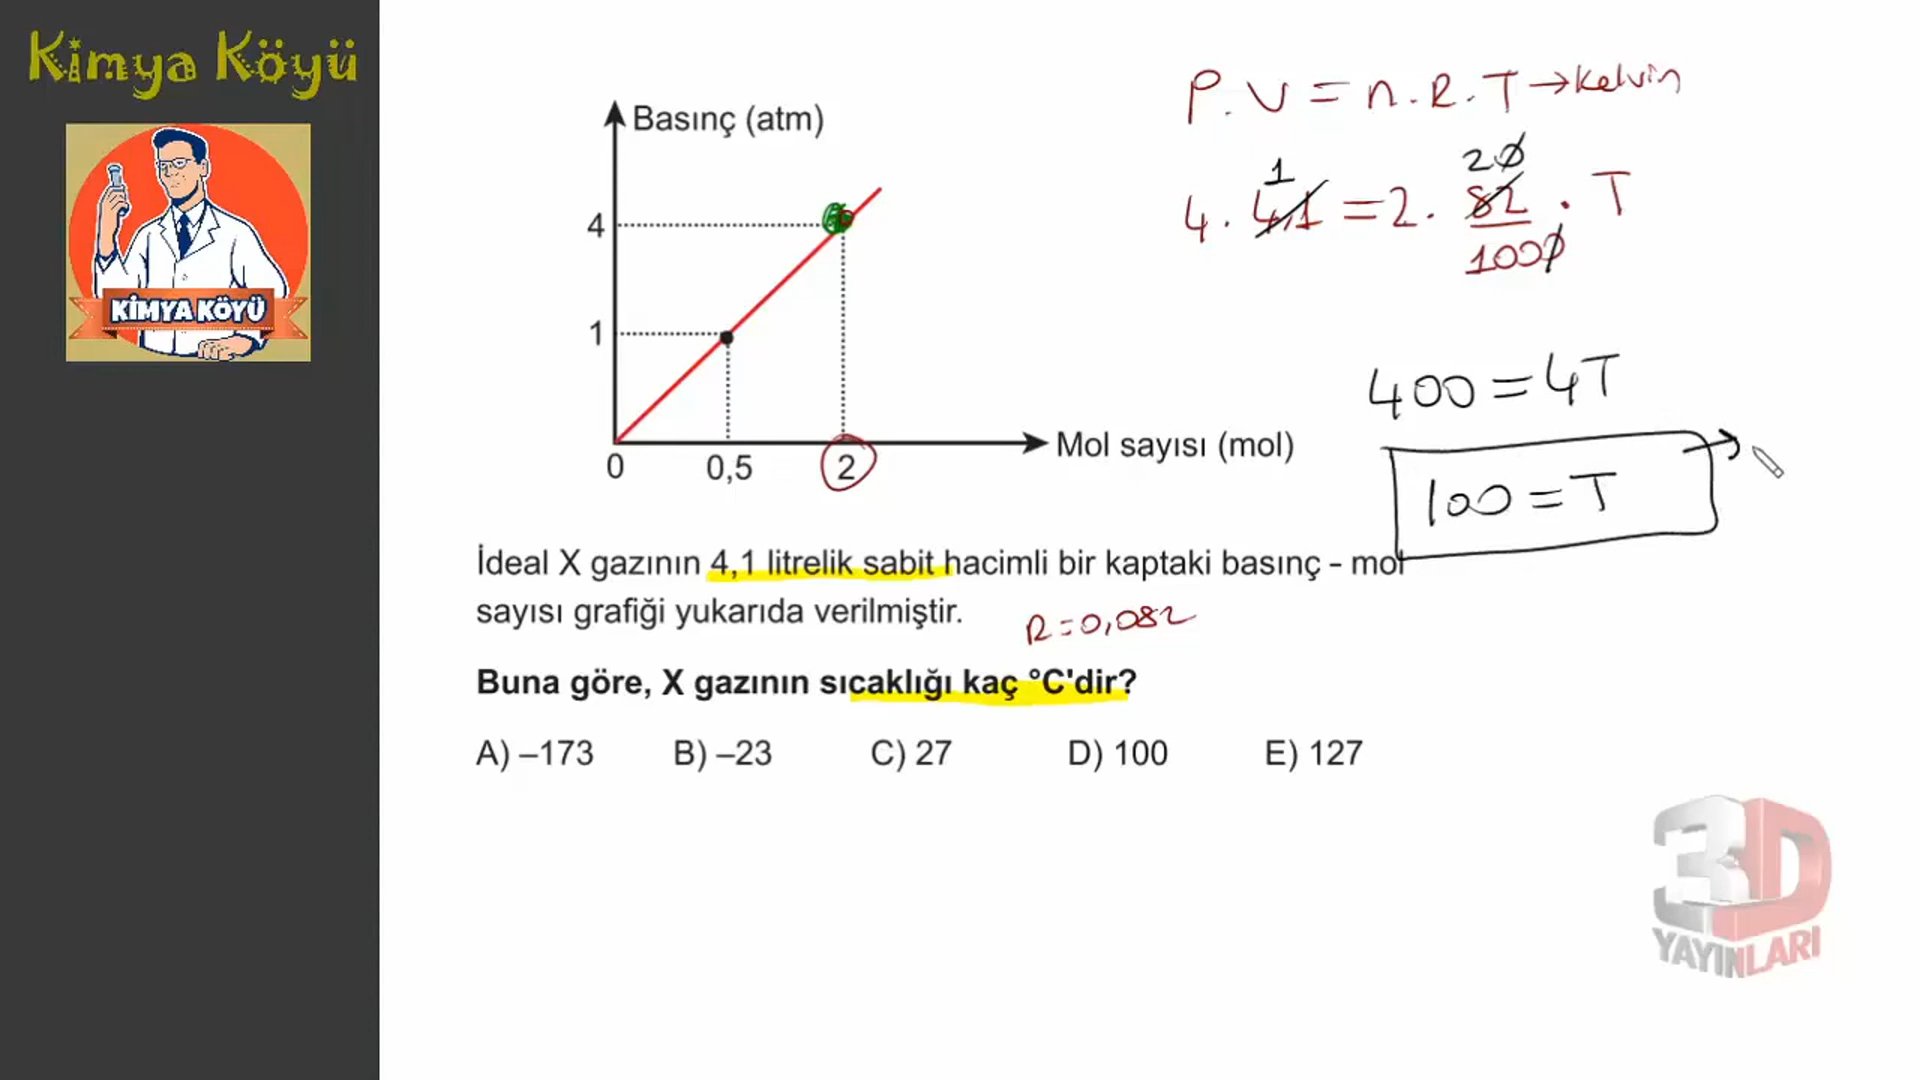 Kimya Köyü
KİMYA KÖYÜ
Basınç (atm)
4
1
0 0,5 2
Mol sayısı (mol)
P.V = n.R.T → Kelvin
1 20
4. 4,1 = 2. 82 . T
1000
400 = 4T
100 = T
İdeal X gazının 4,1 litrelik sabit hacimli bir kaptaki basınç - mol
sayısı grafiği yukarıda verilmiştir.
R = 0,082
Buna göre, X gazının sıcaklığı kaç °C'dir?
A) –173 B) –23 C) 27 D) 100 E) 127
3D
YAYINLARI